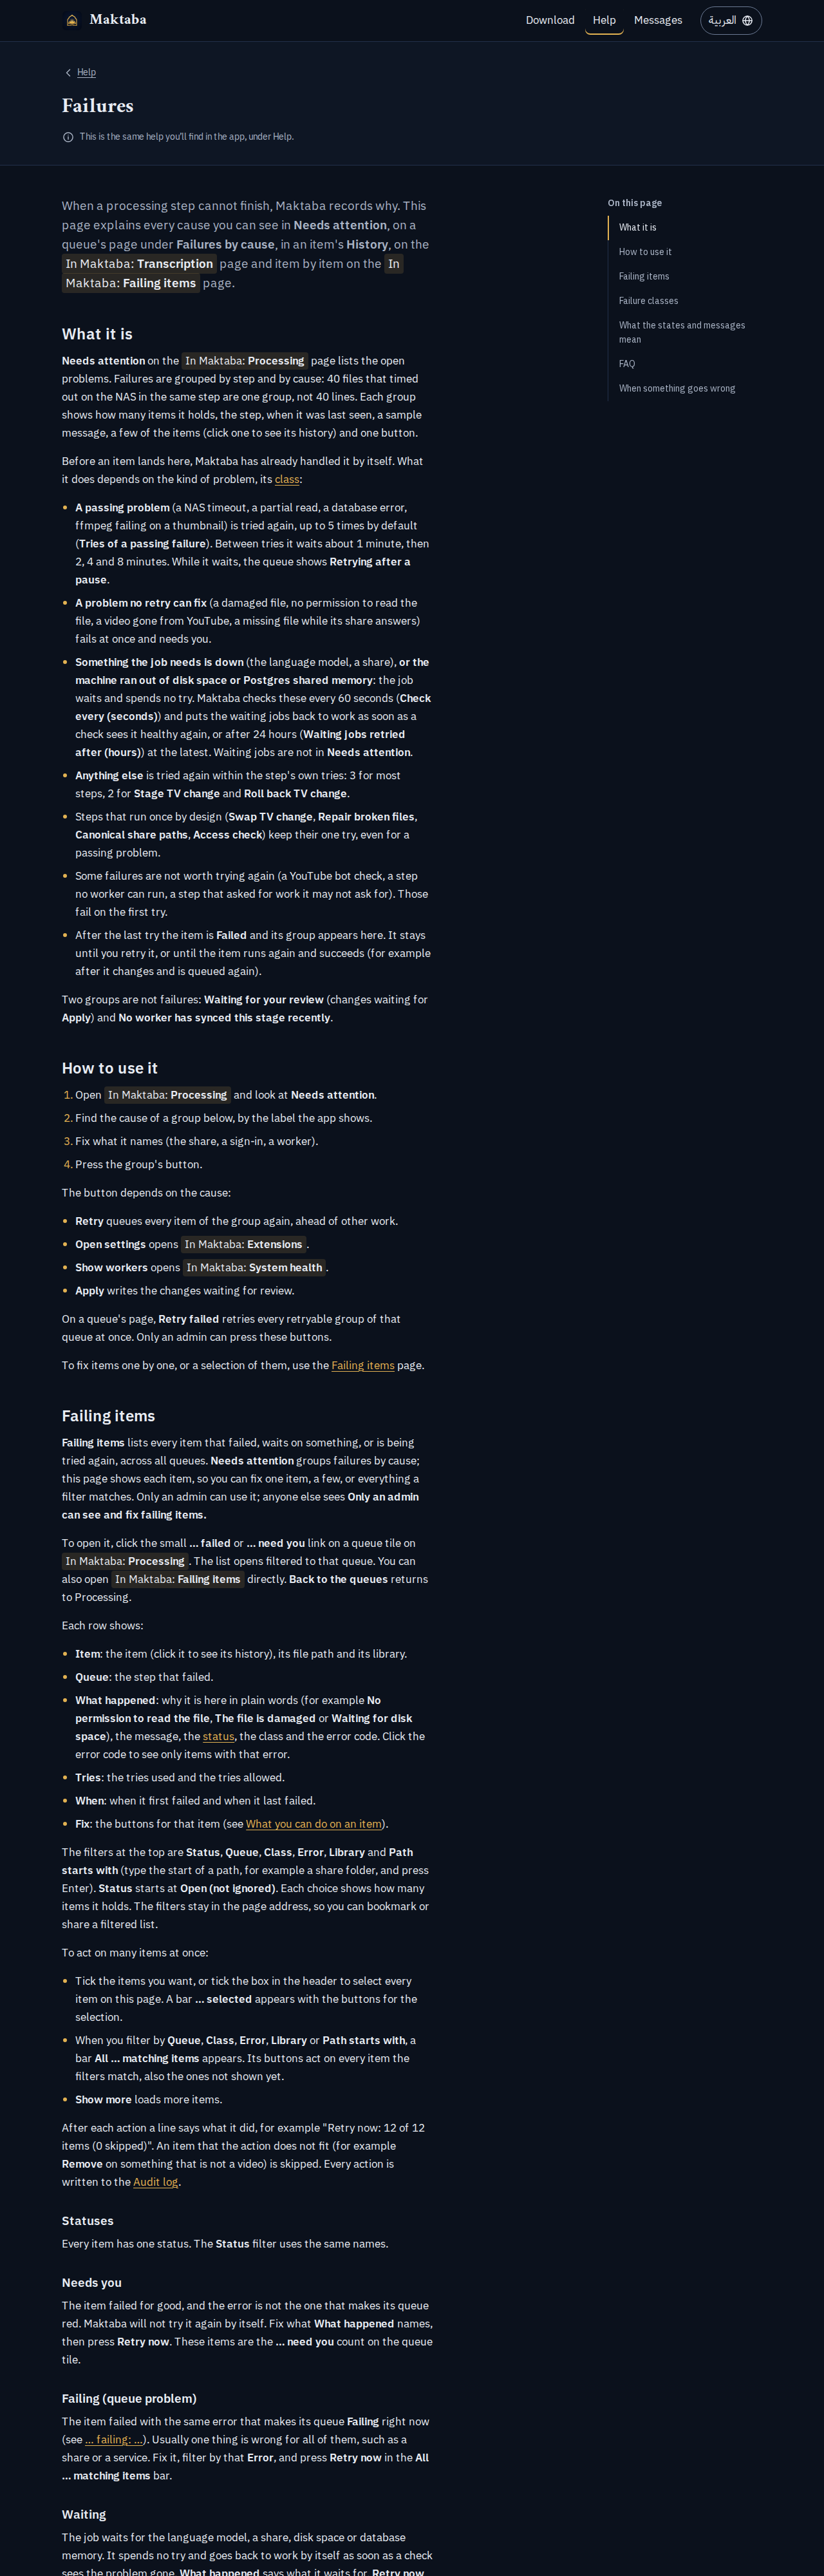 Maktaba
Download
Help
Messages
العربية
Help
Failures
This is the same help you'll find in the app, under Help.
When a processing step cannot finish, Maktaba records why. This
page explains every cause you can see in Needs attention, on a
queue's page under Failures by cause, in an item's History, on the
In Maktaba: Transcription page and item by item on the In
Maktaba: Failing items page.
On this page
What it is
How to use it
Failing items
Failure classes
What the states and messages
mean
FAQ
When something goes wrong
What it is
Needs attention on the In Maktaba: Processing page lists the open
problems. Failures are grouped by step and by cause: 40 files that timed
out on the NAS in the same step are one group, not 40 lines. Each group
shows how many items it holds, the step, when it was last seen, a sample
message, a few of the items (click one to see its history) and one button.
Before an item lands here, Maktaba has already handled it by itself. What
it does depends on the kind of problem, its class:
• A passing problem (a NAS timeout, a partial read, a database error,
ffmpeg failing on a thumbnail) is tried again, up to 5 times by default
(Tries of a passing failure). Between tries it waits about 1 minute, then
2, 4 and 8 minutes. While it waits, the queue shows Retrying after a
pause.
• A problem no retry can fix (a damaged file, no permission to read the
file, a video gone from YouTube, a missing file while its share answers)
fails at once and needs you.
• Something the job needs is down (the language model, a share), or the
machine ran out of disk space or Postgres shared memory: the job
waits and spends no try. Maktaba checks these every 60 seconds (Check
every (seconds)) and puts the waiting jobs back to work as soon as a
check sees it healthy again, or after 24 hours (Waiting jobs retried
after (hours)) at the latest. Waiting jobs are not in Needs attention.
• Anything else is tried again within the step's own tries: 3 for most
steps, 2 for Stage TV change and Roll back TV change.
• Steps that run once by design (Swap TV change, Repair broken files,
Canonical share paths, Access check) keep their one try, even for a
passing problem.
• Some failures are not worth trying again (a YouTube bot check, a step
no worker can run, a step that asked for work it may not ask for). Those
fail on the first try.
• After the last try the item is Failed and its group appears here. It stays
until you retry it, or until the item runs again and succeeds (for example
after it changes and is queued again).
Two groups are not failures: Waiting for your review (changes waiting for
Apply) and No worker has synced this stage recently.
How to use it
1. Open In Maktaba: Processing and look at Needs attention.
2. Find the cause of a group below, by the label the app shows.
3. Fix what it names (the share, a sign-in, a worker).
4. Press the group's button.
The button depends on the cause:
• Retry queues every item of the group again, ahead of other work.
• Open settings opens In Maktaba: Extensions.
• Show workers opens In Maktaba: System health.
• Apply writes the changes waiting for review.
On a queue's page, Retry failed retries every retryable group of that
queue at once. Only an admin can press these buttons.
To fix items one by one, or a selection of them, use the Failing items page.
Failing items
Failing items lists every item that failed, waits on something, or is being
tried again, across all queues. Needs attention groups failures by cause;
this page shows each item, so you can fix one item, a few, or everything a
filter matches. Only an admin can use it; anyone else sees Only an admin
can see and fix failing items.
To open it, click the small … failed or … need you link on a queue tile on
In Maktaba: Processing. The list opens filtered to that queue. You can
also open In Maktaba: Failing items directly. Back to the queues returns
to Processing.
Each row shows:
• Item: the item (click it to see its history), its file path and its library.
• Queue: the step that failed.
• What happened: why it is here in plain words (for example No
permission to read the file, The file is damaged or Waiting for disk
space), the message, the status, the class and the error code. Click the
error code to see only items with that error.
• Tries: the tries used and the tries allowed.
• When: when it first failed and when it last failed.
• Fix: the buttons for that item (see What you can do on an item).
The filters at the top are Status, Queue, Class, Error, Library and Path
starts with (type the start of a path, for example a share folder, and press
Enter). Status starts at Open (not ignored). Each choice shows how many
items it holds. The filters stay in the page address, so you can bookmark or
share a filtered list.
To act on many items at once:
• Tick the items you want, or tick the box in the header to select every
item on this page. A bar … selected appears with the buttons for the
selection.
• When you filter by Queue, Class, Error, Library or Path starts with, a
bar All … matching items appears. Its buttons act on every item the
filters match, also the ones not shown yet.
• Show more loads more items.
After each action a line says what it did, for example "Retry now: 12 of 12
items (0 skipped)". An item that the action does not fit (for example
Remove on something that is not a video) is skipped. Every action is
written to the Audit log.
Statuses
Every item has one status. The Status filter uses the same names.
Needs you
The item failed for good, and the error is not the one that makes its queue
red. Maktaba will not try it again by itself. Fix what What happened names,
then press Retry now. These items are the … need you count on the queue
tile.
Failing (queue problem)
The item failed with the same error that makes its queue Failing right now
(see … failing: …). Usually one thing is wrong for all of them, such as a
share or a service. Fix it, filter by that Error, and press Retry now in the All
… matching items bar.
Waiting
The job waits for the language model, a share, disk space or database
memory. It spends no try and goes back to work by itself as soon as a check
sees the problem gone. What happened says what it waits for. Retry now